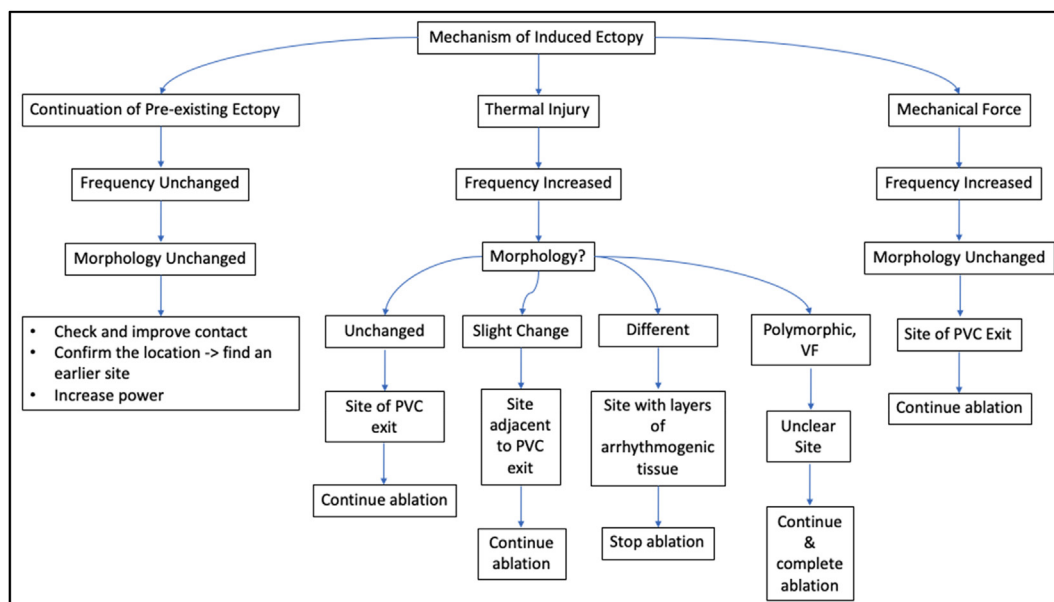 Mechanism of Induced Ectopy
Continuation of Pre-existing Ectopy
Thermal Injury
Mechanical Force
Frequency Unchanged
Frequency Increased
Frequency Increased
Morphology Unchanged
Morphology?
Morphology Unchanged
• Check and improve contact
• Confirm the location -> find an
earlier site
• Increase power
Unchanged
Slight Change
Different
Polymorphic,
VF
Site of PVC Exit
Site of PVC
exit
Site
adjacent
to PVC
exit
Site with layers
of
arrhythmogenic
tissue
Unclear
Site
Continue ablation
Continue ablation
Continue
ablation
Stop ablation
Continue
&
complete
ablation